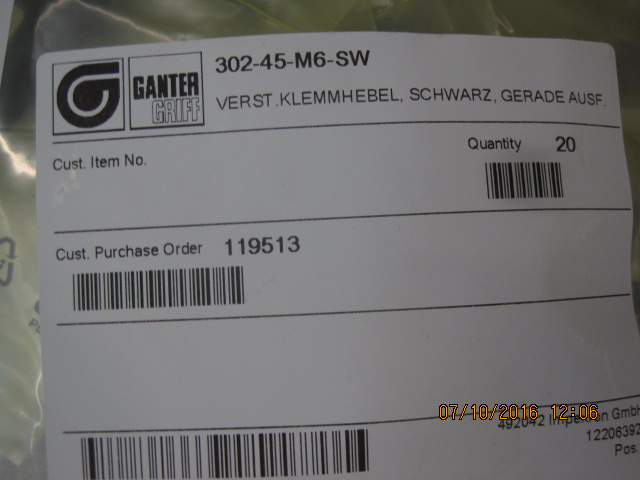 GANTER
GRIFF
302-45-M6-SW
VERST.KLEMMHEBEL, SCHWARZ, GERADE AUSF.
Cust. Item No.
Quantity 20
Cust. Purchase Order 119513
07/10/2016 12:06
492042 GmbH
1220639
Pos.